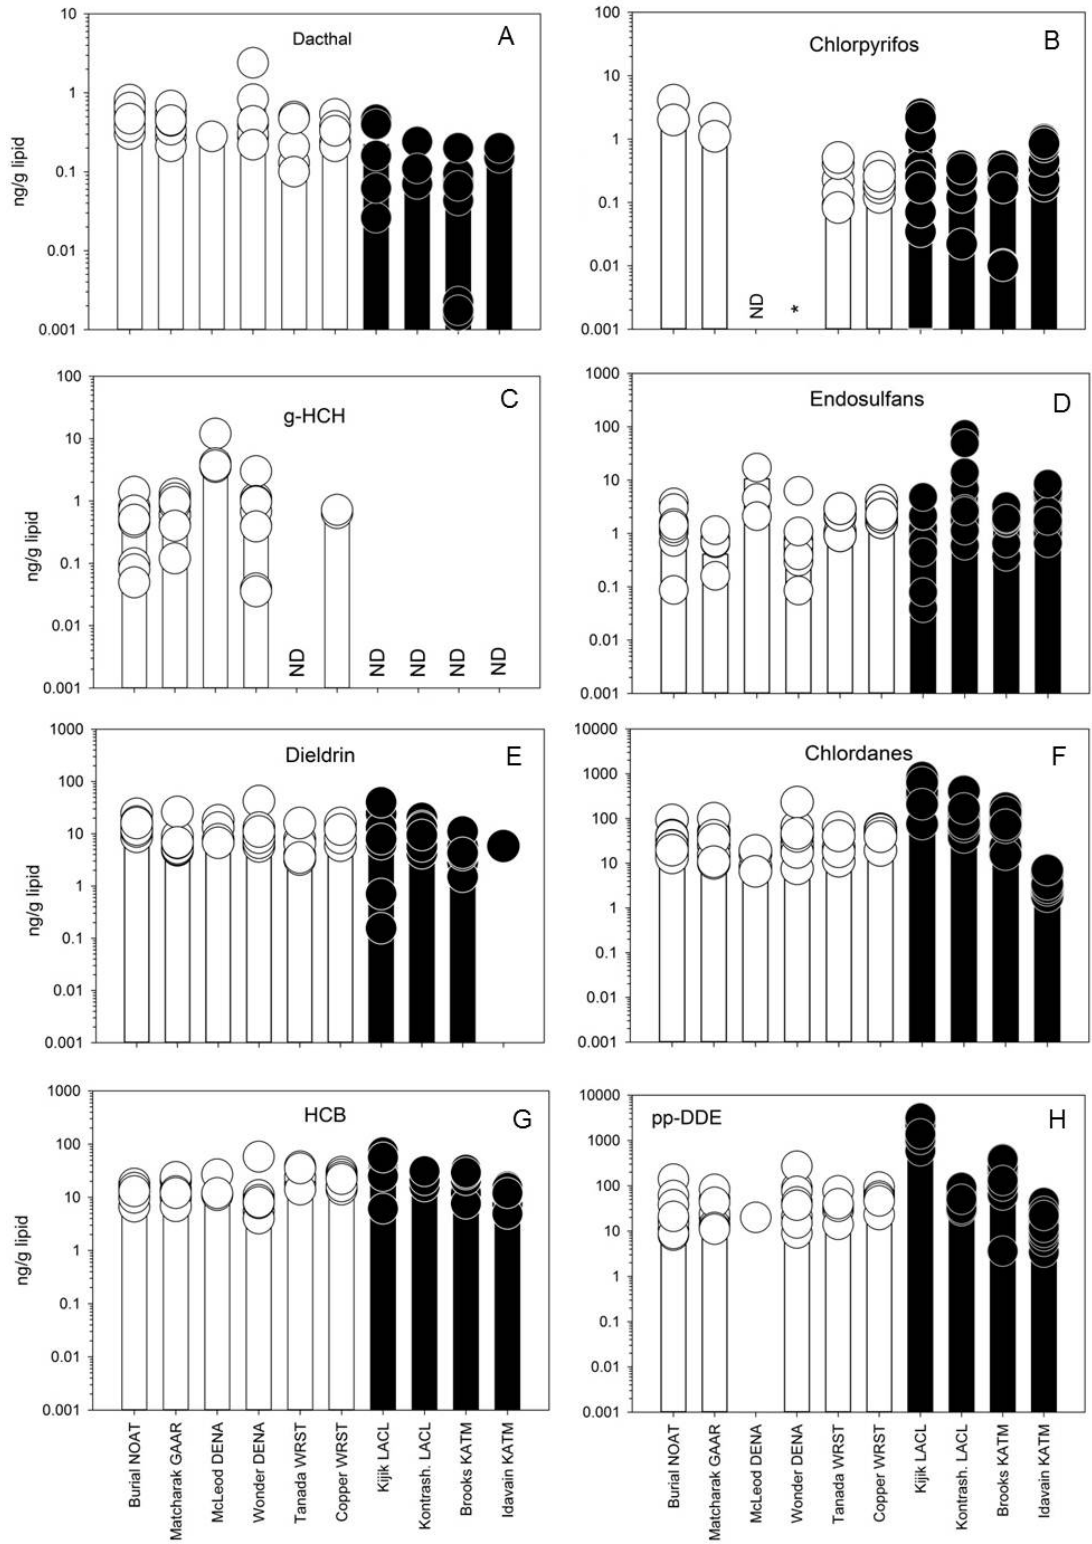 Dacthal
A
10
1
0.1
0.01
0.001
ng/g lipid
Chlorpyrifos
B
100
10
1
0.1
0.01
0.001
ND
*
g-HCH
C
100
10
1
0.1
0.01
0.001
ng/g lipid
ND
ND
ND
ND
ND
Endosulfans
D
1000
100
10
1
0.1
0.01
0.001
Dieldrin
E
1000
100
10
1
0.1
0.01
0.001
ng/g lipid
Chlordanes
F
10000
1000
100
10
1
0.1
0.01
0.001
HCB
G
1000
100
10
1
0.1
0.01
0.001
ng/g lipid
Burial NOAT
Matcharak GAAR
McLeod DENA
Wonder DENA
Tanada WRST
Copper WRST
Kijik LACL
Kontrash. LACL
Brooks KATM
Idavain KATM
pp-DDE
H
10000
1000
100
10
1
0.1
0.01
0.001
Burial NOAT
Matcharak GAAR
McLeod DENA
Wonder DENA
Tanada WRST
Copper WRST
Kijik LACL
Kontrash. LACL
Brooks KATM
Idavain KATM